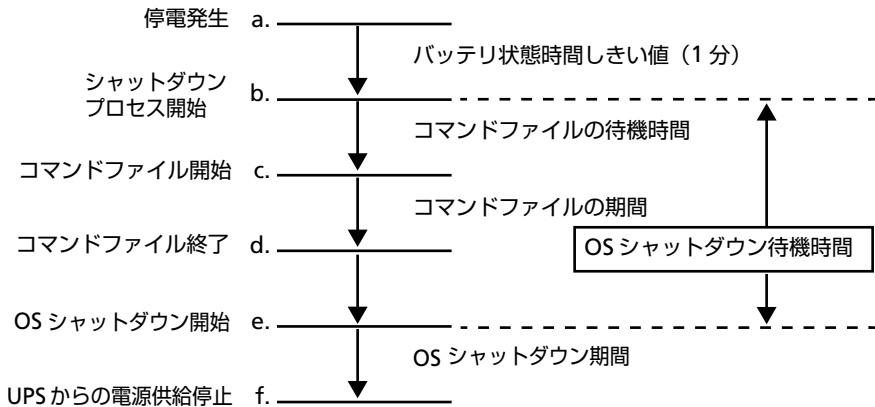 停電発生 a.
バッテリ状態時間しきい値（1 分）
シャットダウン
プロセス開始 b.
コマンドファイルの待機時間
コマンドファイル開始 c.
コマンドファイルの期間
コマンドファイル終了 d.
OS シャットダウン待機時間
OS シャットダウン開始 e.
OS シャットダウン期間
UPS からの電源供給停止 f.